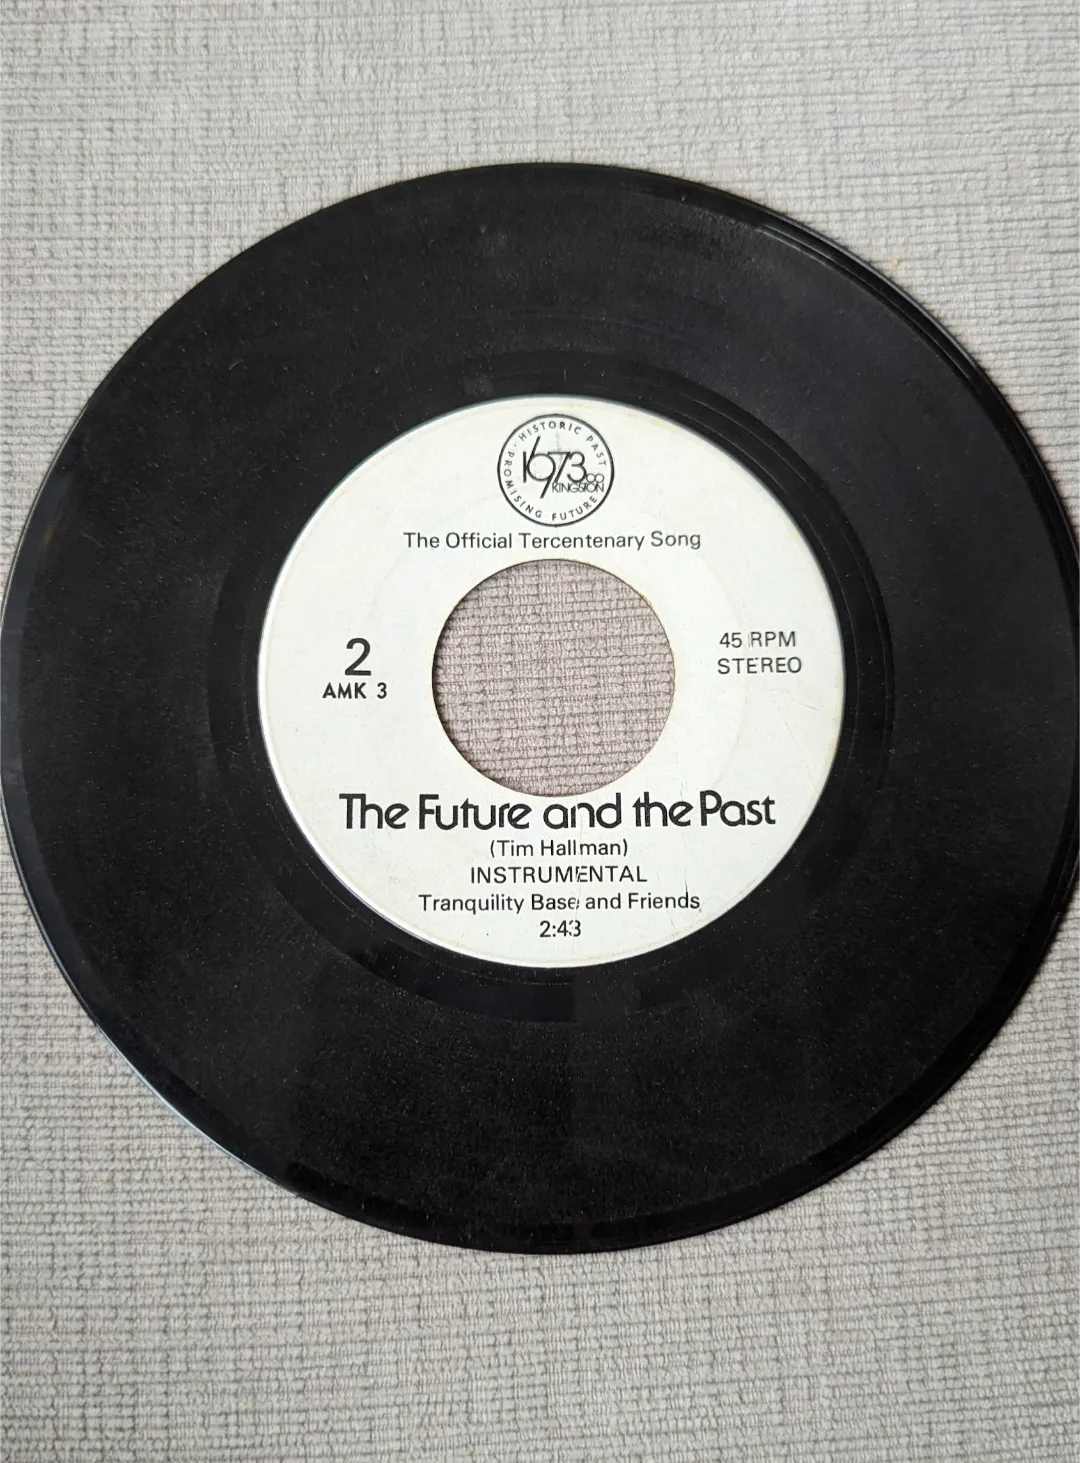 · HISTORIC PAST
1673
300
KINGSTON
PROMISING FUTURE
The Official Tercentenary Song
2
AMK 3
45 RPM
STEREO
The Future and the Past
(Tim Hallman)
INSTRUMENTAL
Tranquility Base and Friends
2:43